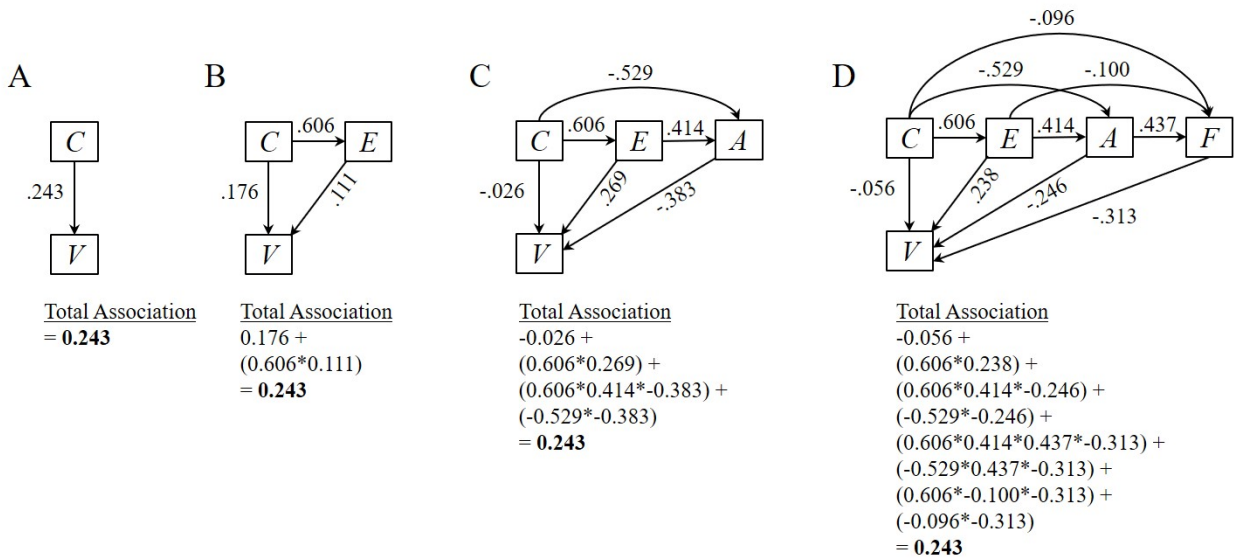 A
C
.243
V
Total Association
= 0.243
B
C
.606
E
.176
.111
V
Total Association
0.176 +
(0.606*0.111)
= 0.243
C
-.529
C
.606
E
.414
A
-.026
.269
-.383
V
Total Association
-0.026 +
(0.606*0.269) +
(0.606*0.414*-0.383) +
(-0.529*-0.383)
= 0.243
D
-.096
-.529
-.100
C
.606
E
.414
A
.437
F
-.056
.238
-.246
-.313
V
Total Association
-0.056 +
(0.606*0.238) +
(0.606*0.414*-0.246) +
(-0.529*-0.246) +
(0.606*0.414*0.437*-0.313) +
(-0.529*0.437*-0.313) +
(0.606*-0.100*-0.313) +
(-0.096*-0.313)
= 0.243